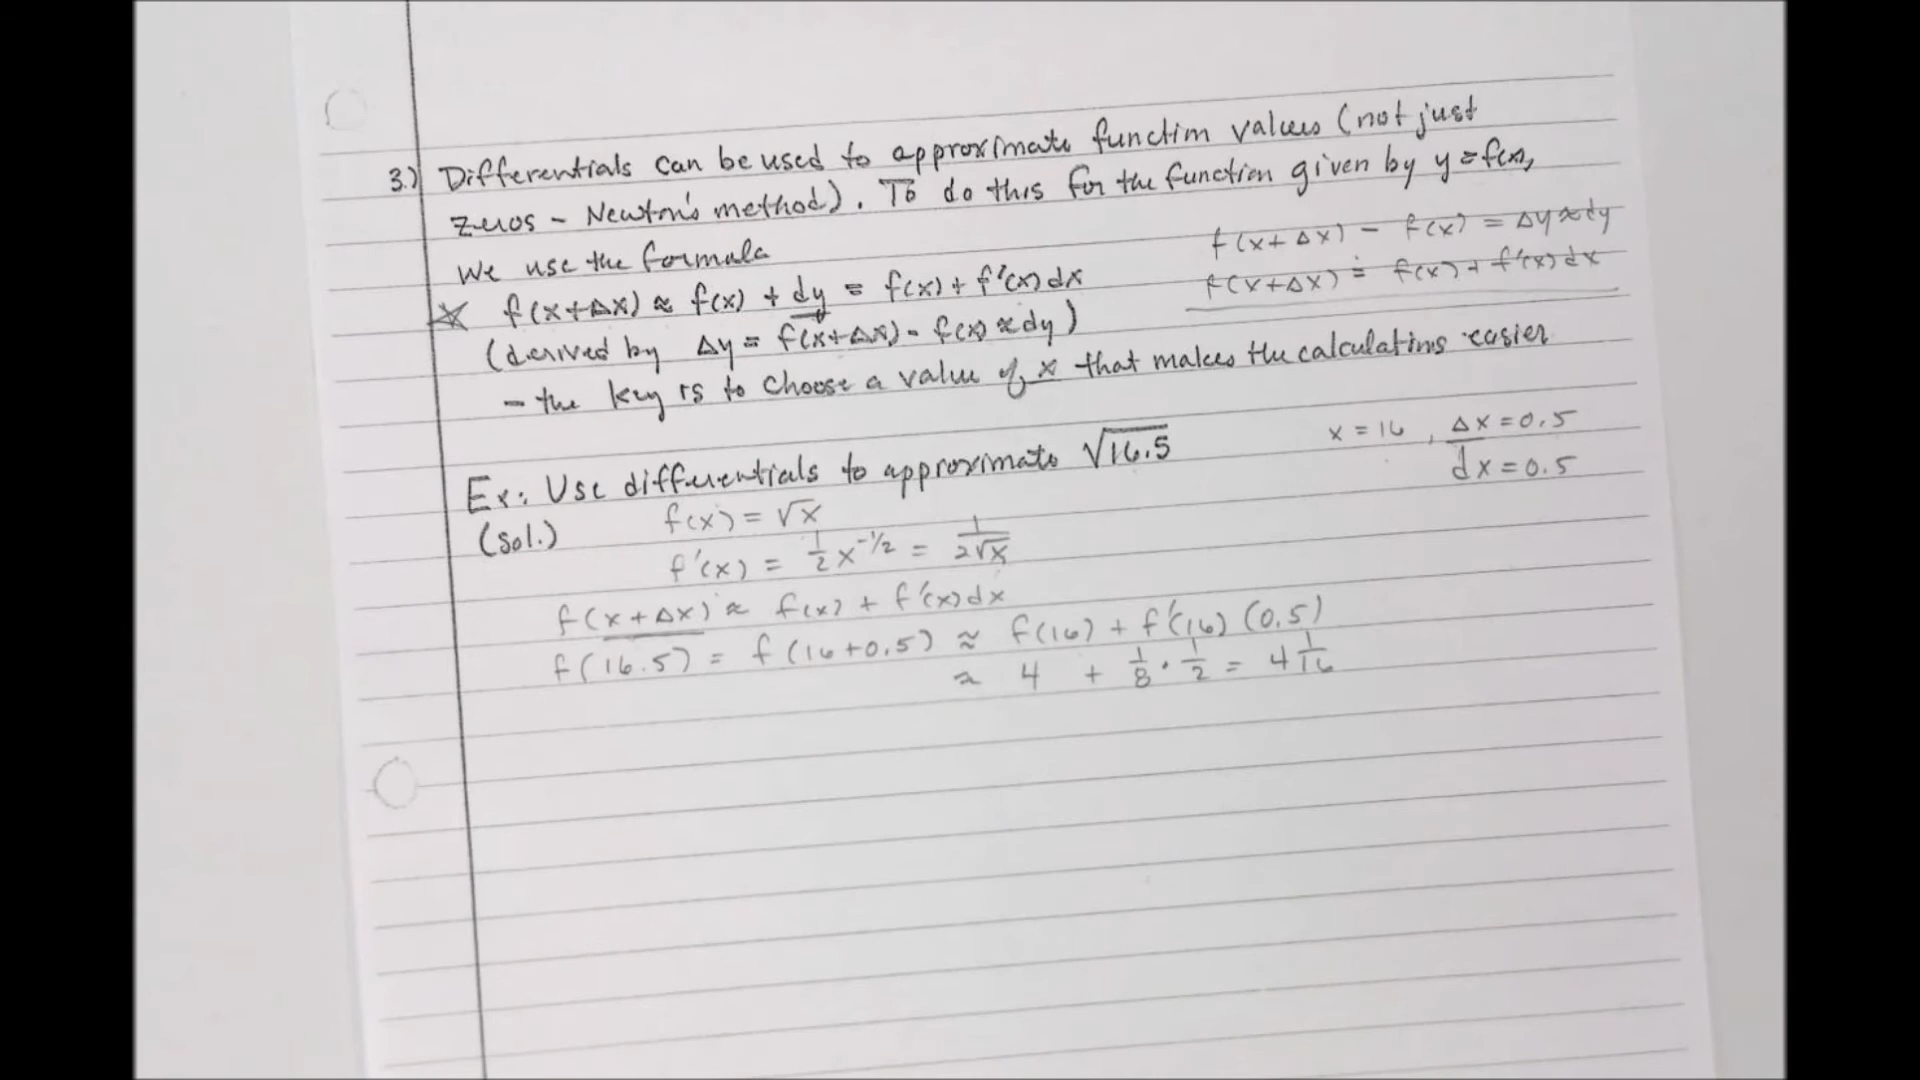 3.) Differentials can be used to approximate function values (not just
zeros - Newton's method). To do this for the function given by y = f(x),
we use the formula
f(x+Δx) - f(x) = Δy ≈ dy
f(x+Δx) ≈ f(x) + dy = f(x) + f'(x) dx
f(x+Δx) ≐ f(x) + f'(x) dx
(derived by Δy = f(x+Δx) - f(x) ≈ dy)
- the key is to choose a value of x that makes the calculations easier
Ex: Use differentials to approximate √16.5
x = 16, Δx = 0.5
dx = 0.5
(Sol.) f(x) = √x
f'(x) = 1/2 x^-1/2 = 1/2√x
f(x+Δx) ≈ f(x) + f'(x) dx
f(16.5) = f(16+0.5) ≈ f(16) + f'(16) (0.5)
≈ 4 + 1/8 · 1/2 = 4 1/16